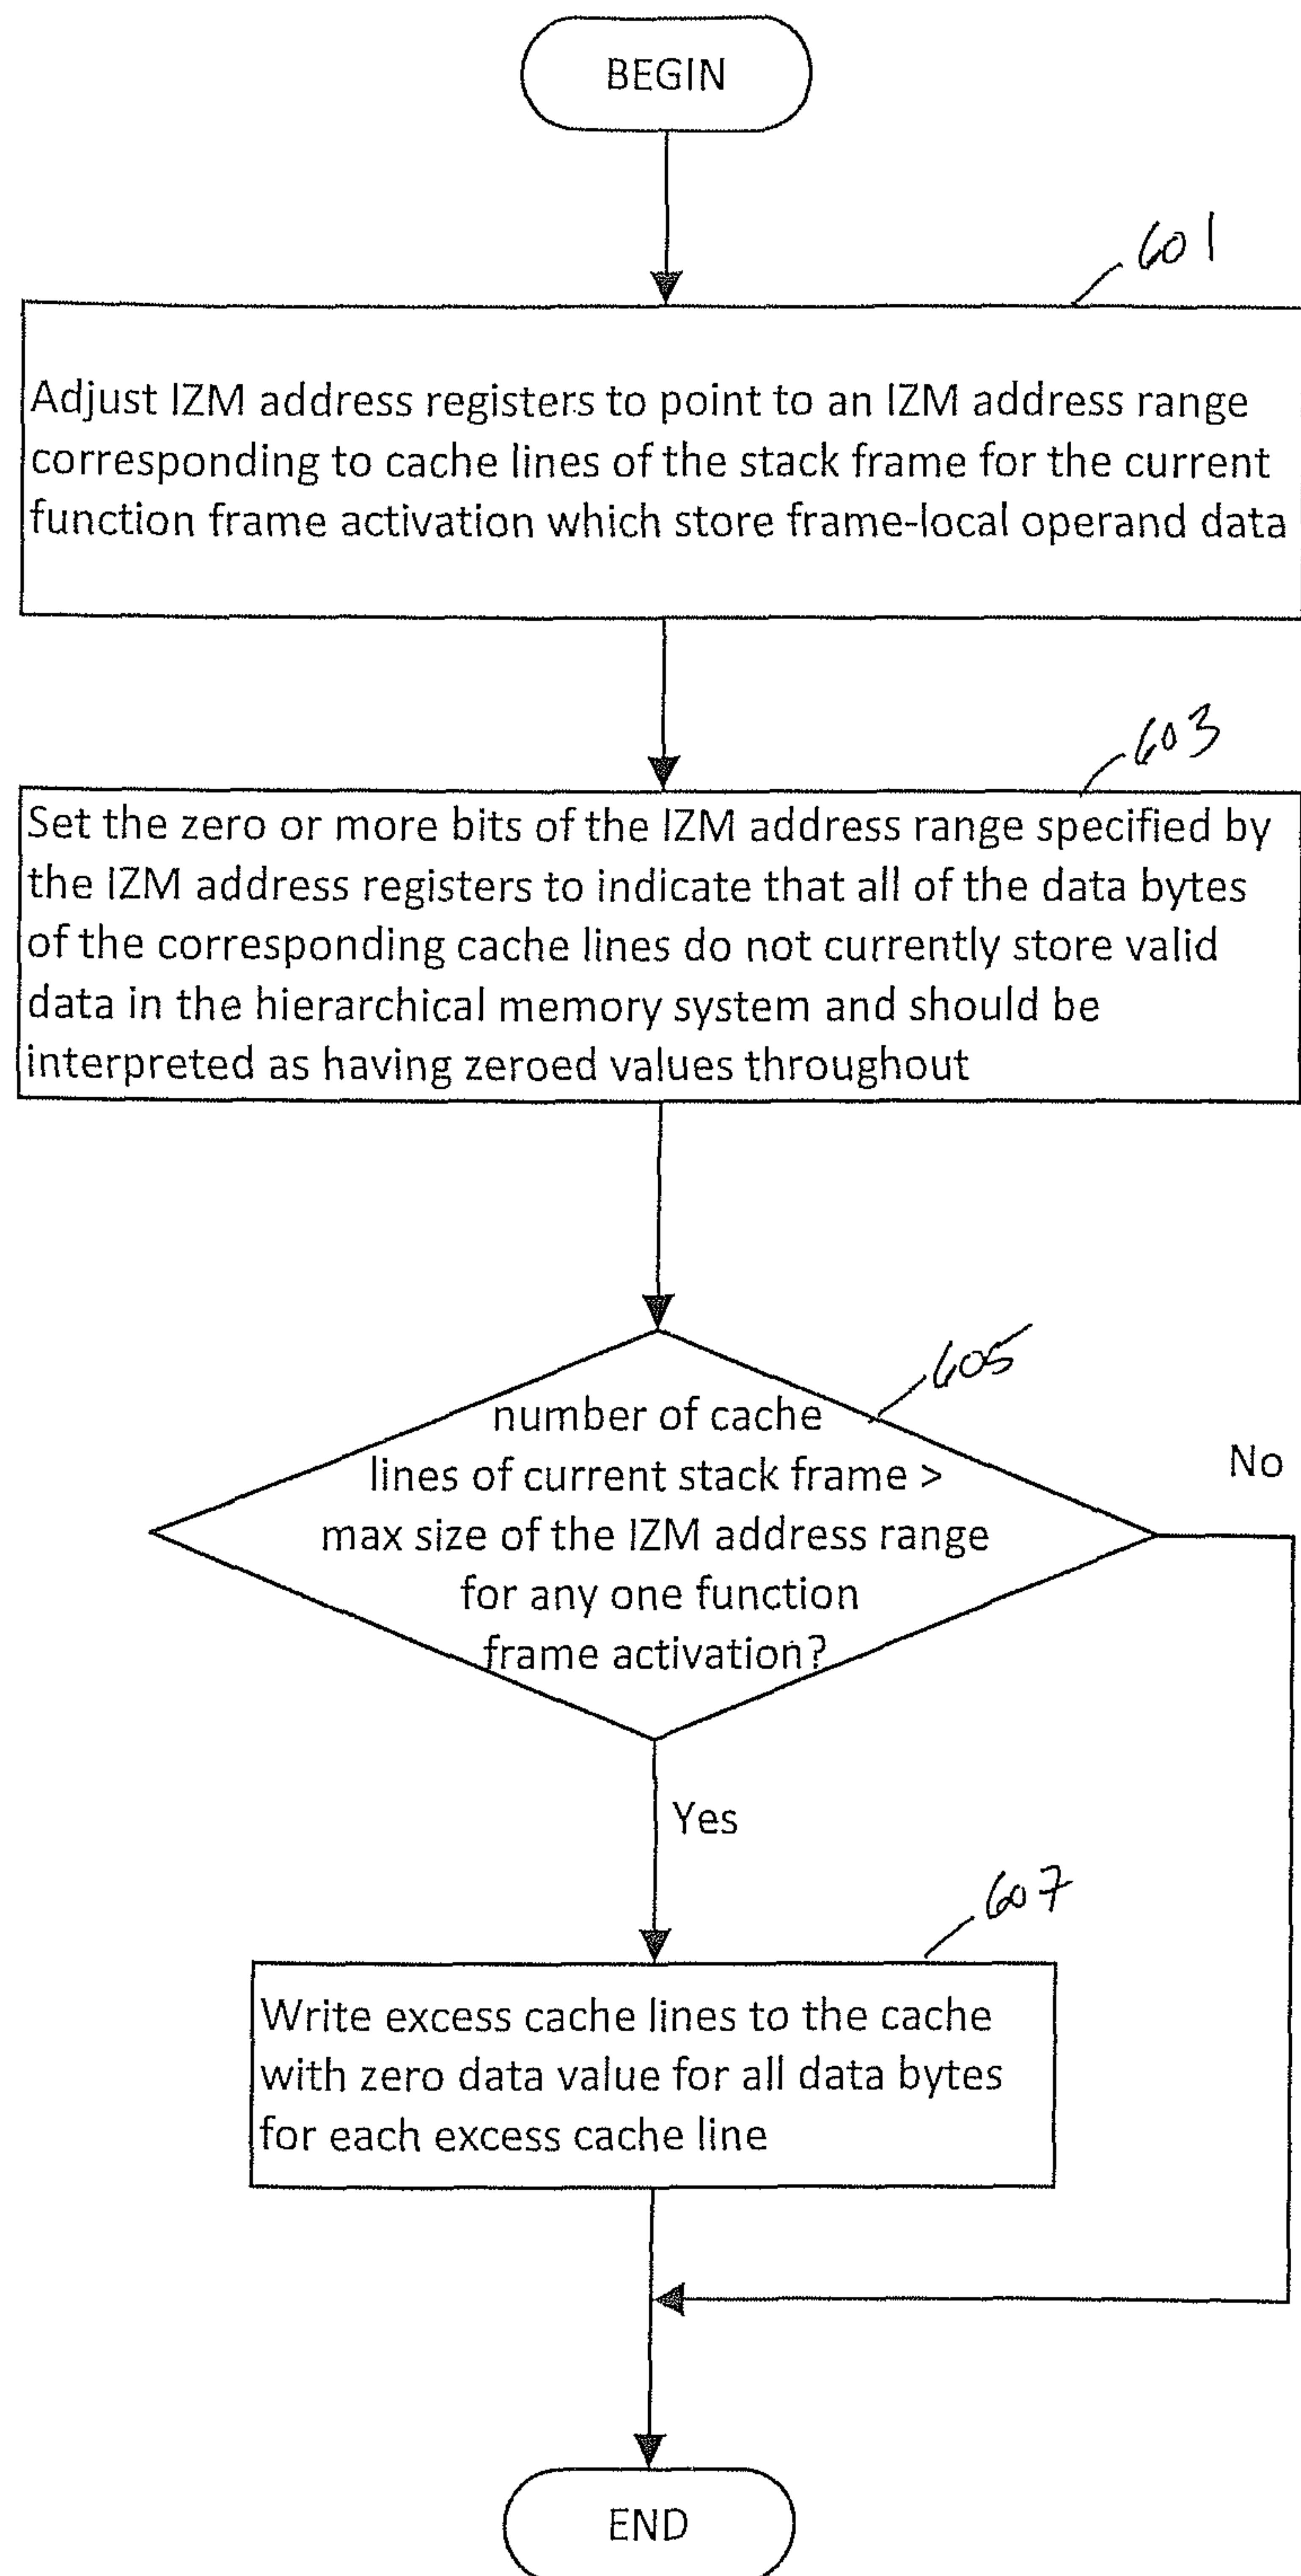 BEGIN
601
Adjust IZM address registers to point to an IZM address range
corresponding to cache lines of the stack frame for the current
function frame activation which store frame-local operand data
603
Set the zero or more bits of the IZM address range specified by
the IZM address registers to indicate that all of the data bytes
of the corresponding cache lines do not currently store valid
data in the hierarchical memory system and should be
interpreted as having zeroed values throughout
605
number of cache
lines of current stack frame >
max size of the IZM address range
for any one function
frame activation?
No
Yes
607
Write excess cache lines to the cache
with zero data value for all data bytes
for each excess cache line
END